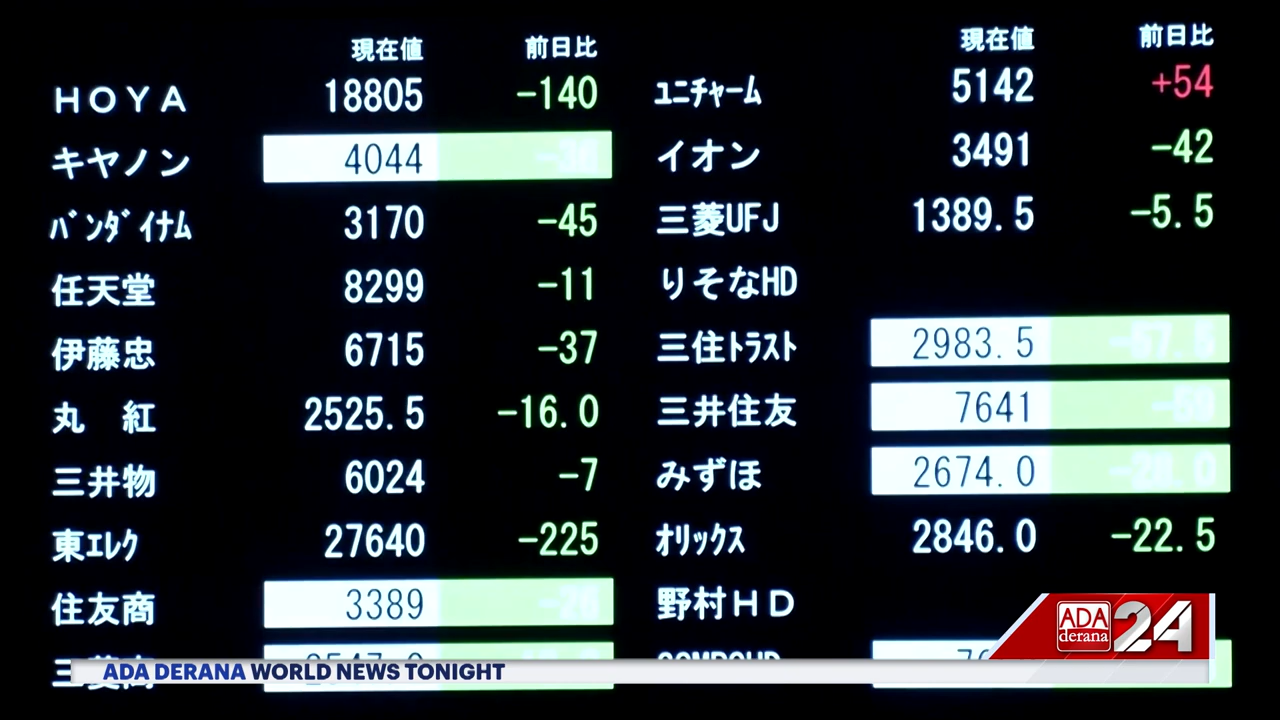 現在値 前日比
HOYA 18805 -140
キヤノン 4044
バンダイナム 3170 -45
任天堂 8299 -11
伊藤忠 6715 -37
丸 紅 2525.5 -16.0
三井物 6024 -7
東エレク 27640 -225
住友商 3389
現在値 前日比
ユニチャーム 5142 +54
イオン 3491 -42
三菱UFJ 1389.5 -5.5
りそなHD
三住トラスト 2983.5
三井住友 7641
みずほ 2674.0
オリックス 2846.0 -22.5
野村HD
ADA derana 24
ADA DERANA WORLD NEWS TONIGHT